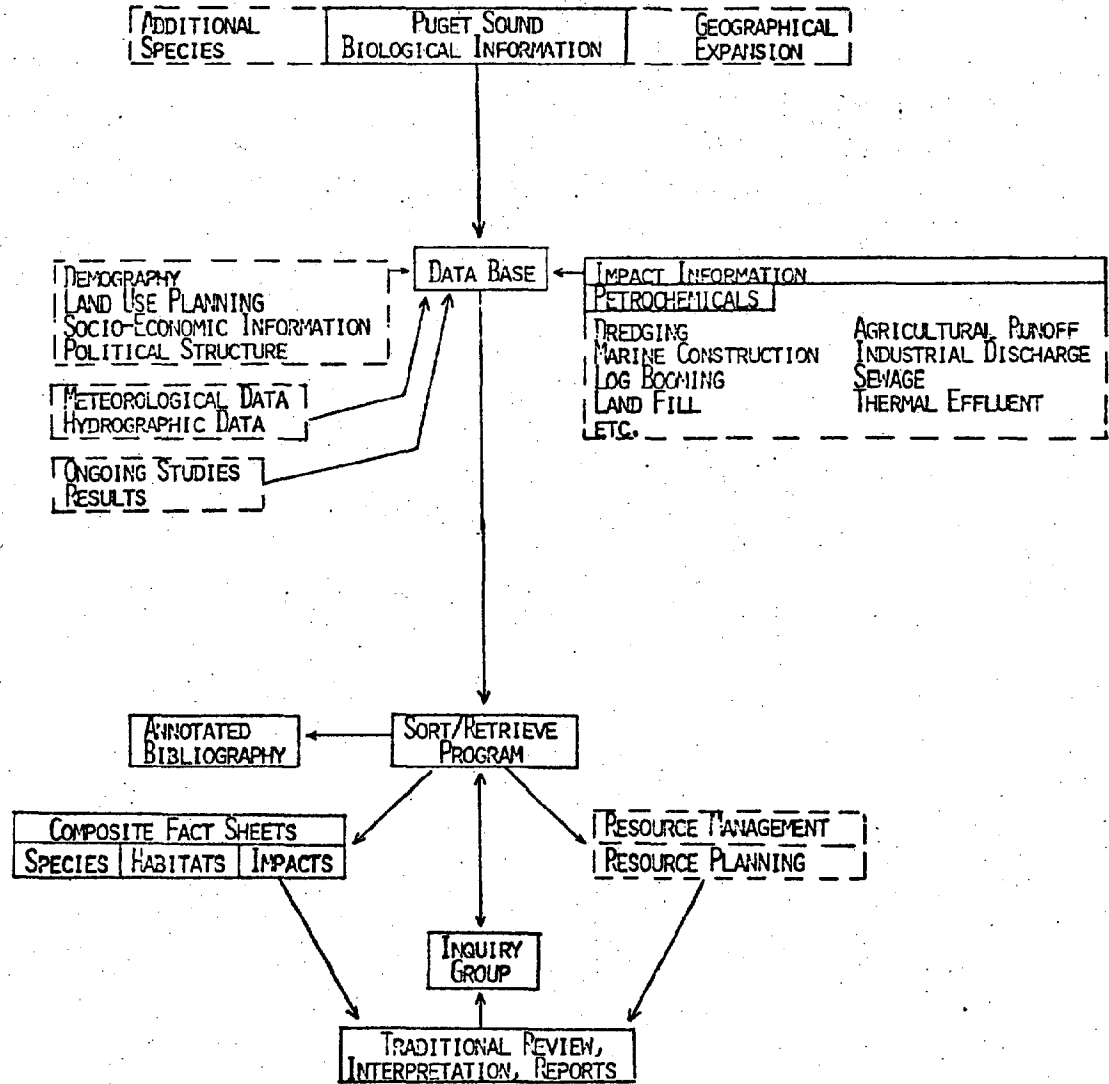 ADDITIONAL SPECIES
PUGET SOUND
BIOLOGICAL INFORMATION
GEOGRAPHICAL
EXPANSION
DATA BASE
DEMOGRAPHY
LAND USE PLANNING
SOCIO-ECONOMIC INFORMATION
POLITICAL STRUCTURE
METEOROLOGICAL DATA
HYDROGRAPHIC DATA
ONGOING STUDIES
RESULTS
IMPACT INFORMATION
PETROCHEMICALS
DREDGING
MARINE CONSTRUCTION
LOG BOOMING
LAND FILL
ETC.
AGRICULTURAL RUNOFF
INDUSTRIAL DISCHARGE
SEWAGE
THERMAL EFFLUENT
ANNOTATED
BIBLIOGRAPHY
SORT/RETRIEVE
PROGRAM
COMPOSITE FACT SHEETS
SPECIES HABITATS IMPACTS
RESOURCE MANAGEMENT
RESOURCE PLANNING
INQUIRY
GROUP
TRADITIONAL REVIEW,
INTERPRETATION, REPORTS